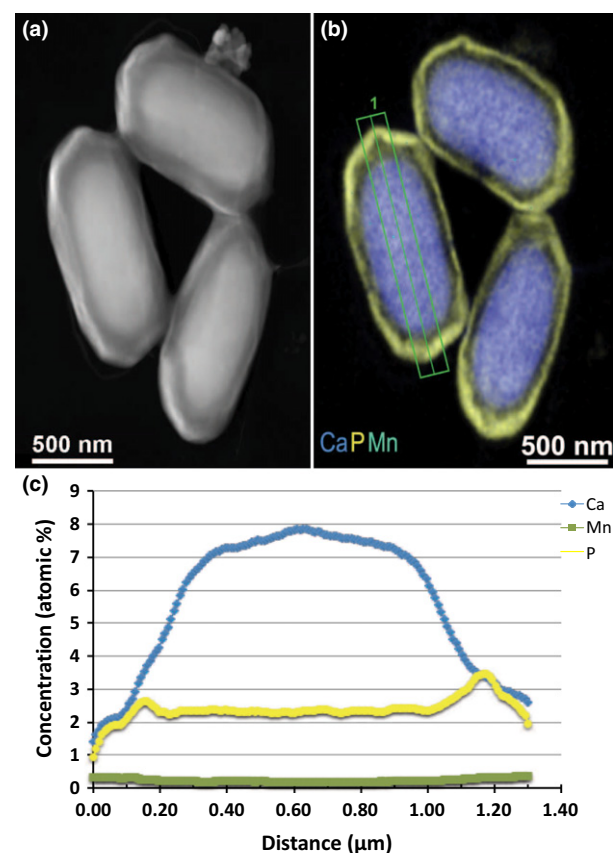 (a)
500 nm
(b)
1
CaPMn
500 nm
(c)
Concentration (atomic %)
9
8
7
6
5
4
3
2
1
0
0.00 0.20 0.40 0.60 0.80 1.00 1.20 1.40
Distance (µm)
Ca
Mn
P